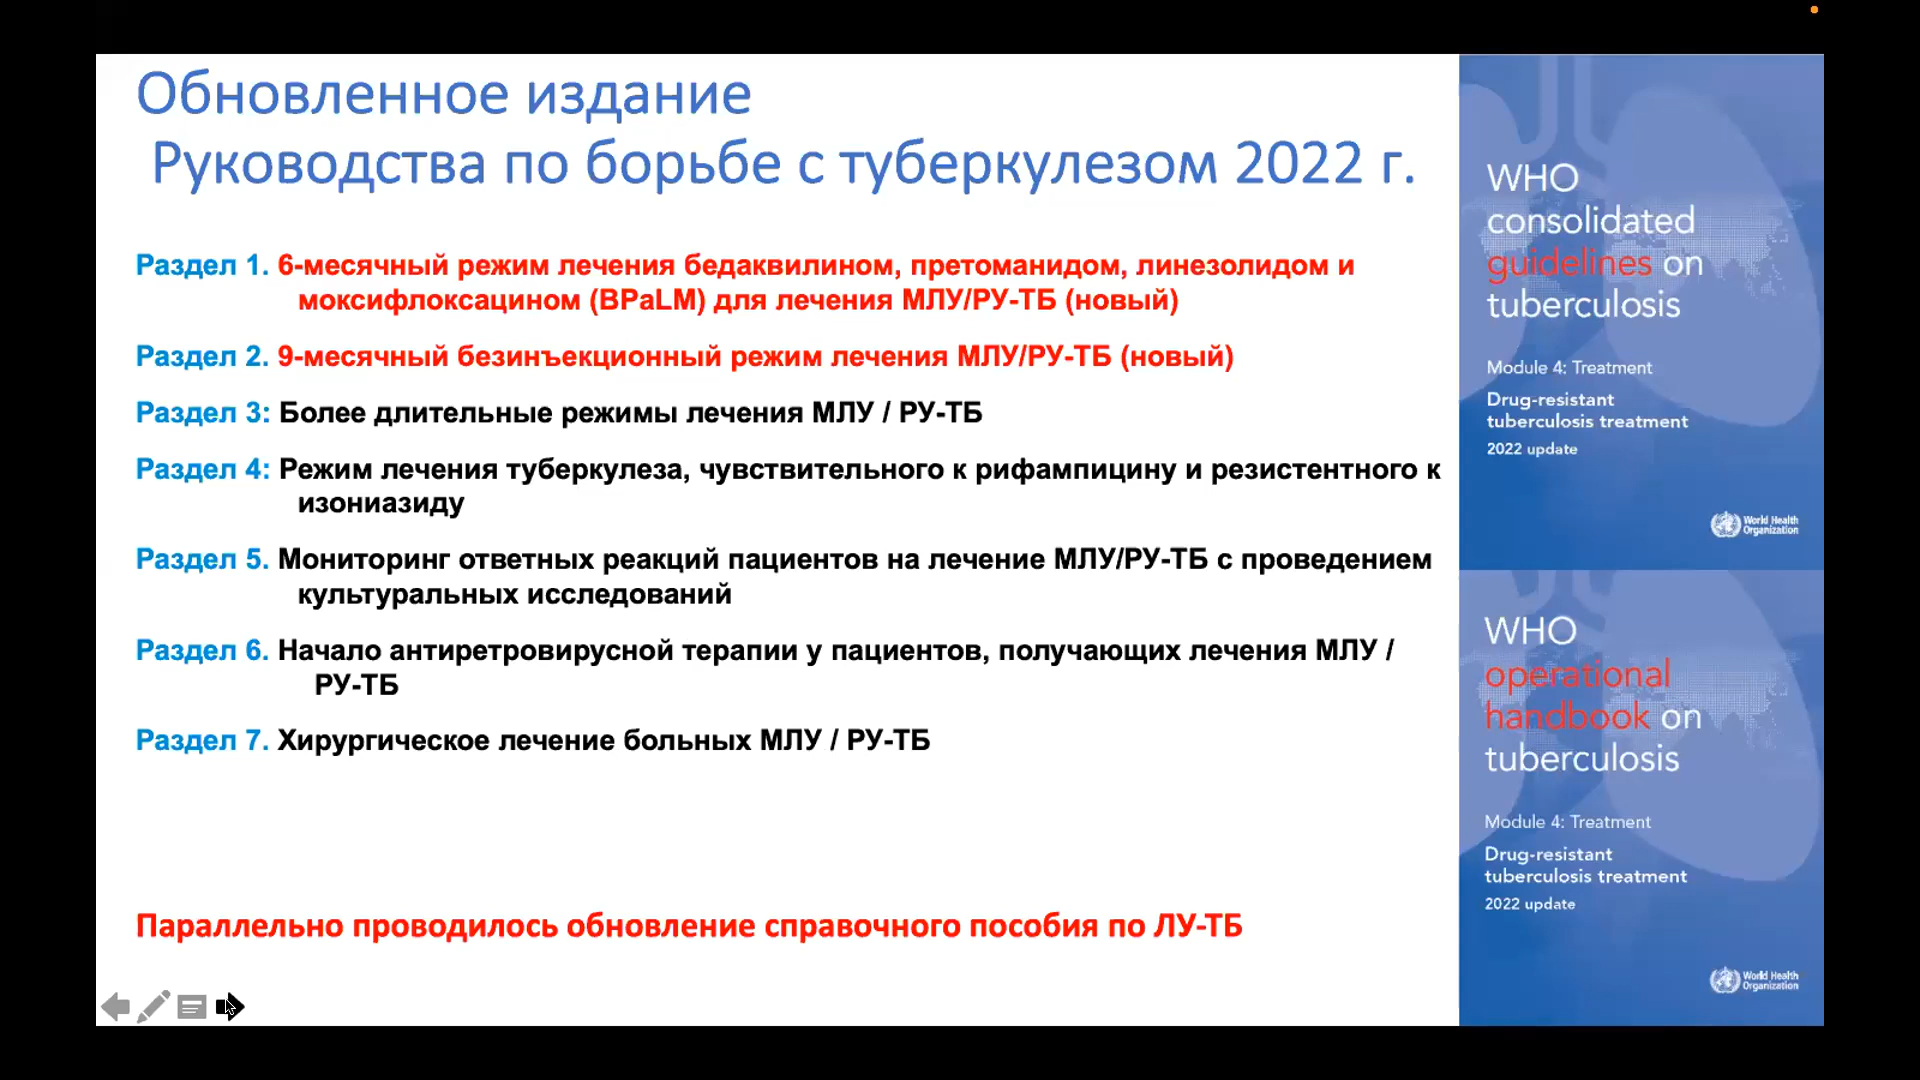 Обновленное издание
Руководства по борьбе с туберкулезом 2022 г.
Раздел 1. 6-месячный режим лечения бедаквилином, претоманидом, линезолидом и
моксифлоксацином (BPaLM) для лечения МЛУ/РУ-ТБ (новый)
Раздел 2. 9-месячный безинъекционный режим лечения МЛУ/РУ-ТБ (новый)
Раздел 3: Более длительные режимы лечения МЛУ / РУ-ТБ
Раздел 4: Режим лечения туберкулеза, чувствительного к рифампицину и резистентного к
изониазиду
Раздел 5. Мониторинг ответных реакций пациентов на лечение МЛУ/РУ-ТБ с проведением
культуральных исследований
Раздел 6. Начало антиретровирусной терапии у пациентов, получающих лечения МЛУ /
РУ-ТБ
Раздел 7. Хирургическое лечение больных МЛУ / РУ-ТБ
Параллельно проводилось обновление справочного пособия по ЛУ-ТБ
WHO
consolidated
guidelines on
tuberculosis
Module 4: Treatment
Drug-resistant
tuberculosis treatment
2022 update
World Health
Organization
WHO
operational
handbook on
tuberculosis
Module 4: Treatment
Drug-resistant
tuberculosis treatment
2022 update
World Health
Organization